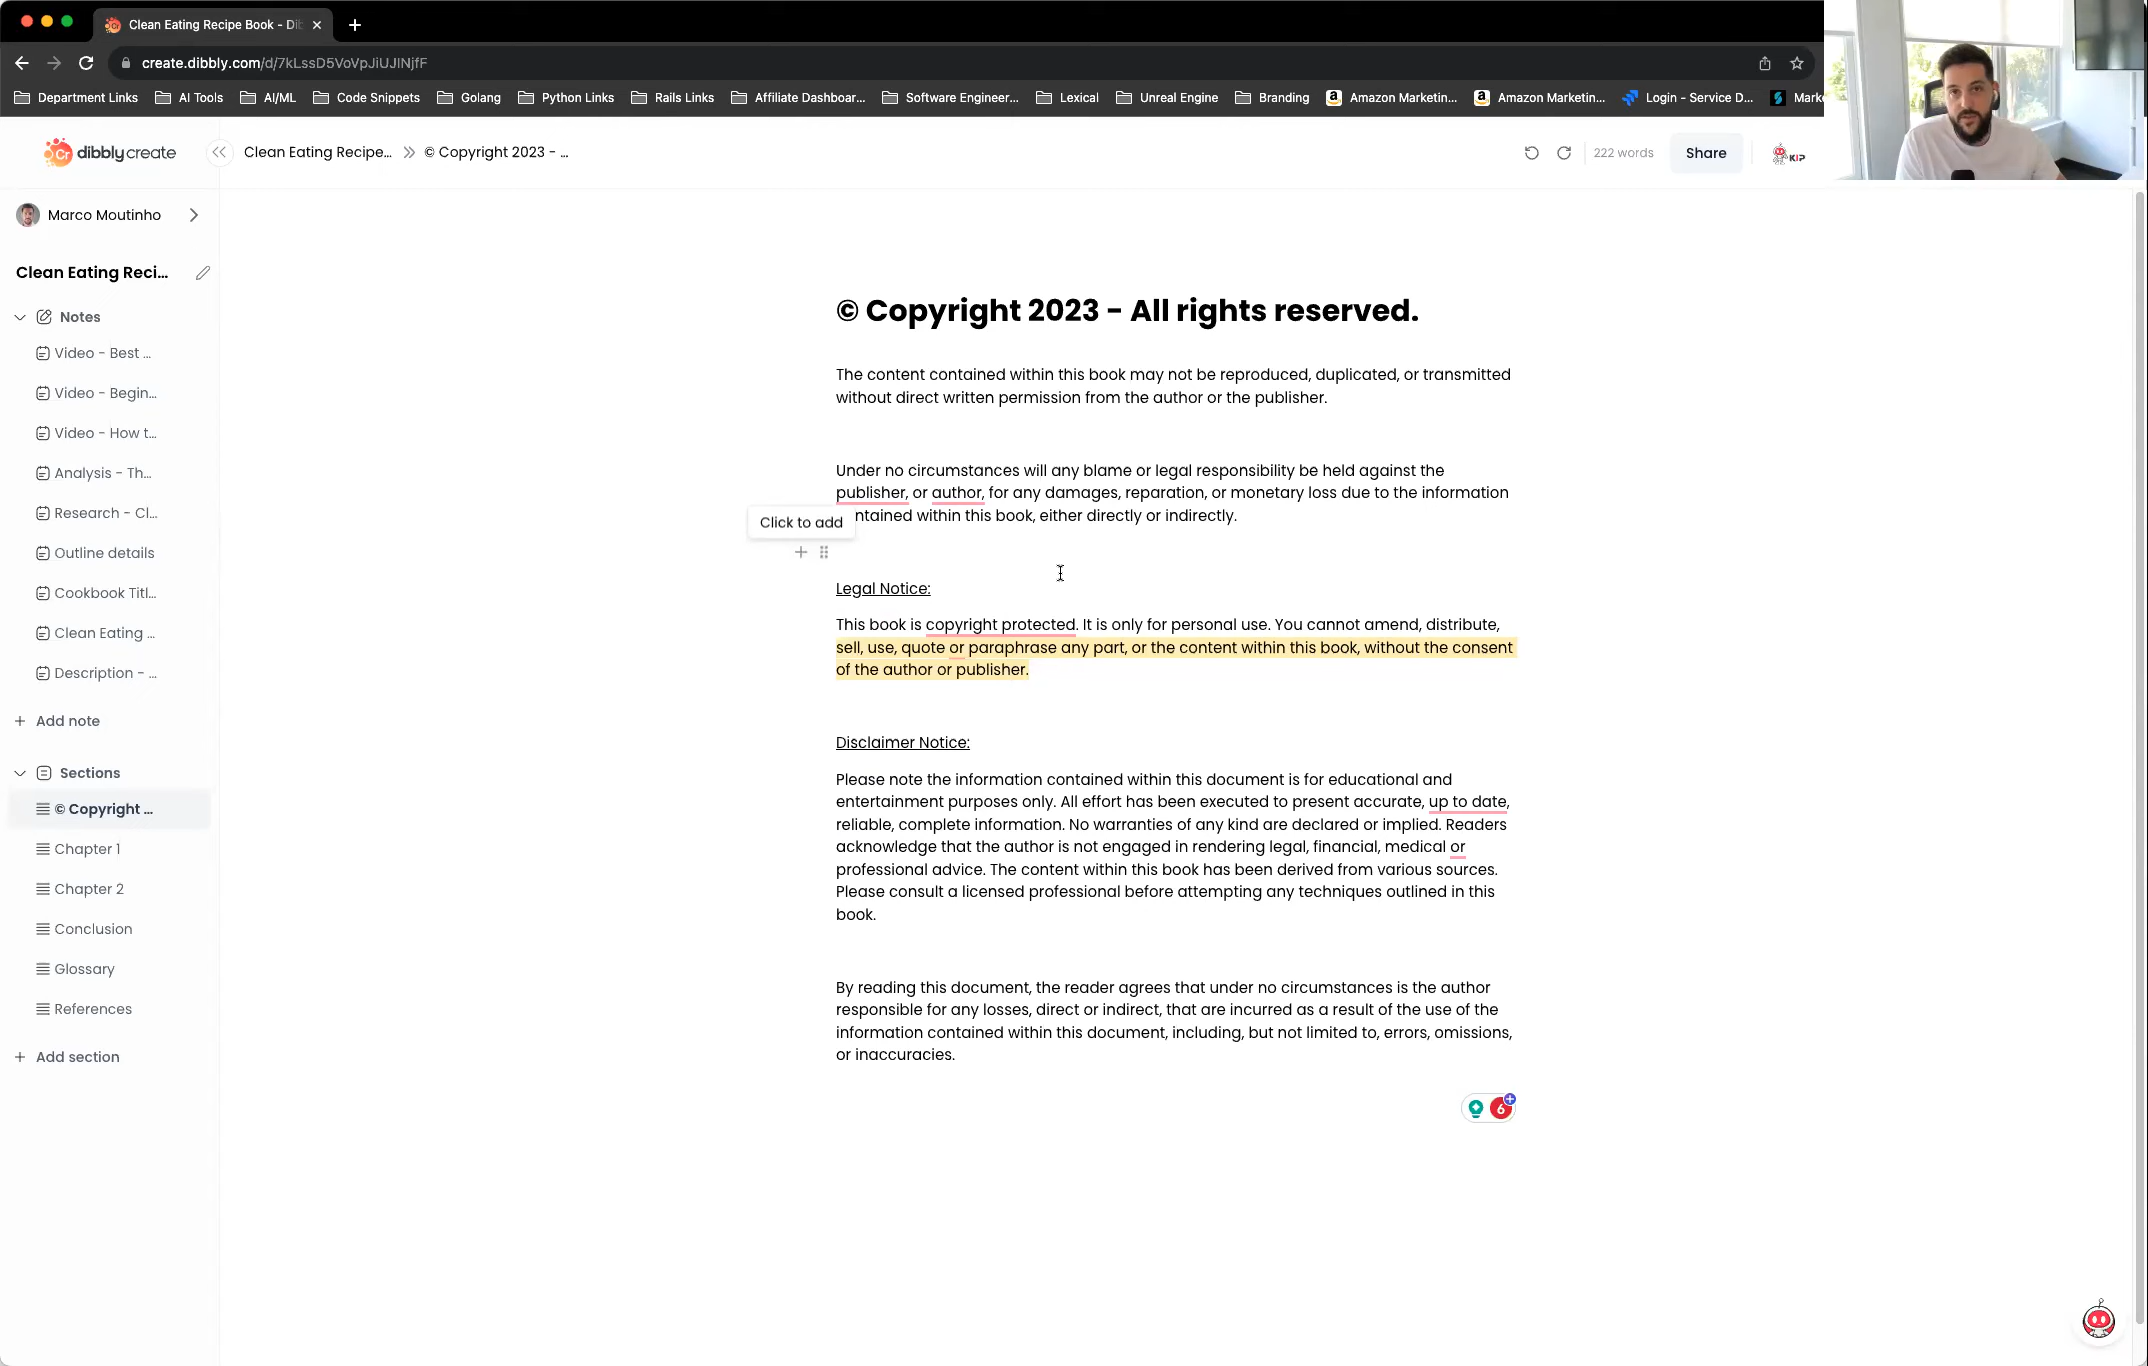 Clean Eating Recipe Book - Dib
create.dibbly.com/d/7kLssD5VoVpJiUJlNjfF
Department Links AI Tools AI/ML Code Snippets Golang Python Links Rails Links Affiliate Dashboar... Software Engineer... Lexical Unreal Engine Branding Amazon Marketin... Amazon Marketin... Login - Service D... Marke
Cr dibblycreate
Clean Eating Recipe... © Copyright 2023 - ...
222 words Share KIP
Marco Moutinho
Clean Eating Reci...
Notes
Video - Best ...
Video - Begin...
Video - How t...
Analysis - Th...
Research - Cl...
Outline details
Cookbook Titl...
Clean Eating ...
Description - ...
+ Add note
Sections
© Copyright ...
Chapter 1
Chapter 2
Conclusion
Glossary
References
+ Add section
© Copyright 2023 - All rights reserved.
The content contained within this book may not be reproduced, duplicated, or transmitted
without direct written permission from the author or the publisher.
Under no circumstances will any blame or legal responsibility be held against the
publisher, or author, for any damages, reparation, or monetary loss due to the information
ntained within this book, either directly or indirectly.
Click to add
Legal Notice:
This book is copyright protected. It is only for personal use. You cannot amend, distribute,
sell, use, quote or paraphrase any part, or the content within this book, without the consent
of the author or publisher.
Disclaimer Notice:
Please note the information contained within this document is for educational and
entertainment purposes only. All effort has been executed to present accurate, up to date,
reliable, complete information. No warranties of any kind are declared or implied. Readers
acknowledge that the author is not engaged in rendering legal, financial, medical or
professional advice. The content within this book has been derived from various sources.
Please consult a licensed professional before attempting any techniques outlined in this
book.
By reading this document, the reader agrees that under no circumstances is the author
responsible for any losses, direct or indirect, that are incurred as a result of the use of the
information contained within this document, including, but not limited to, errors, omissions,
or inaccuracies.
6